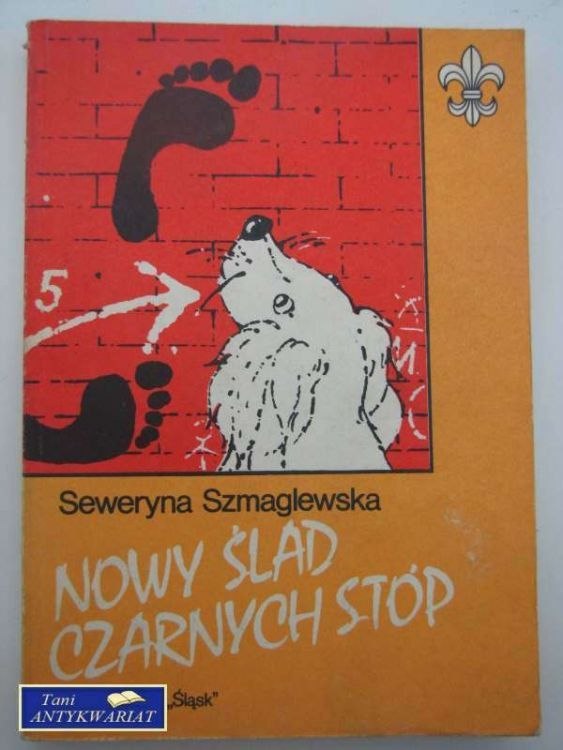 5
Seweryna Szmaglewska
NOWY ŚLAD
CZARNYCH STÓP
„Śląsk”
Tani
ANTYKWARIAT